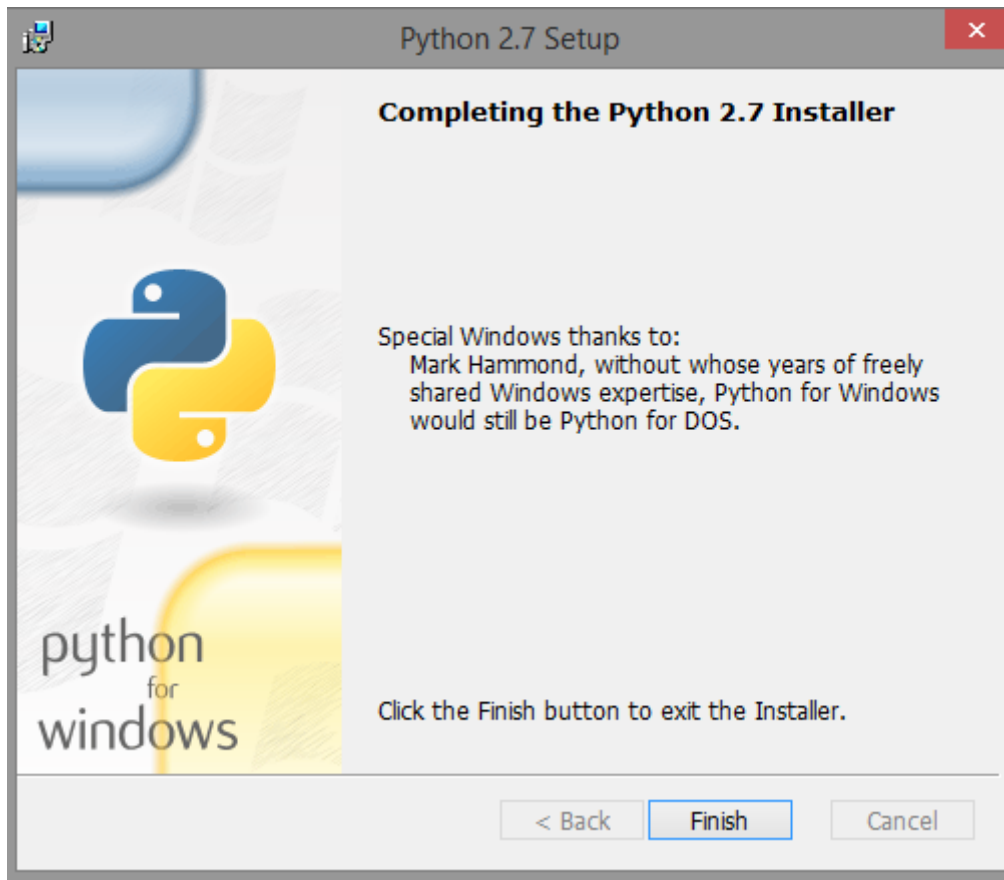 Python 2.7 Setup
Completing the Python 2.7 Installer
Special Windows thanks to:
Mark Hammond, without whose years of freely
shared Windows expertise, Python for Windows
would still be Python for DOS.
python
for
windows
Click the Finish button to exit the Installer.
< Back
Finish
Cancel